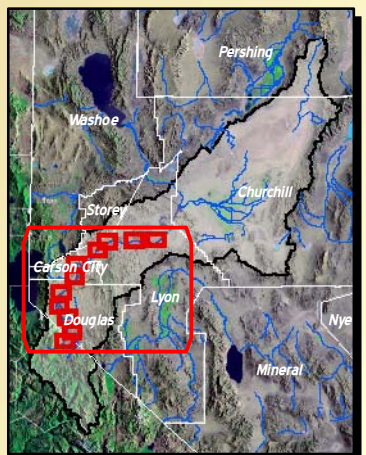 Pershing
Washoe
Churchill
Storey
Carson City
Lyon
Douglas
Nye
Mineral